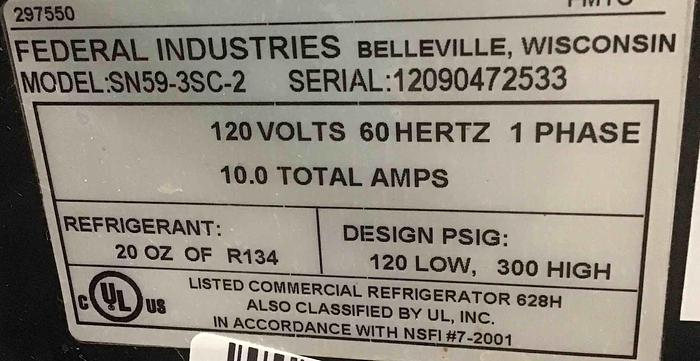 297550
FEDERAL INDUSTRIES BELLEVILLE, WISCONSIN
MODEL:SN59-3SC-2 SERIAL:12090472533
120 VOLTS 60 HERTZ 1 PHASE
10.0 TOTAL AMPS
REFRIGERANT:
20 OZ OF R134
DESIGN PSIG:
120 LOW, 300 HIGH
C UL US
LISTED COMMERCIAL REFRIGERATOR 628H
ALSO CLASSIFIED BY UL, INC.
IN ACCORDANCE WITH NSFI #7-2001